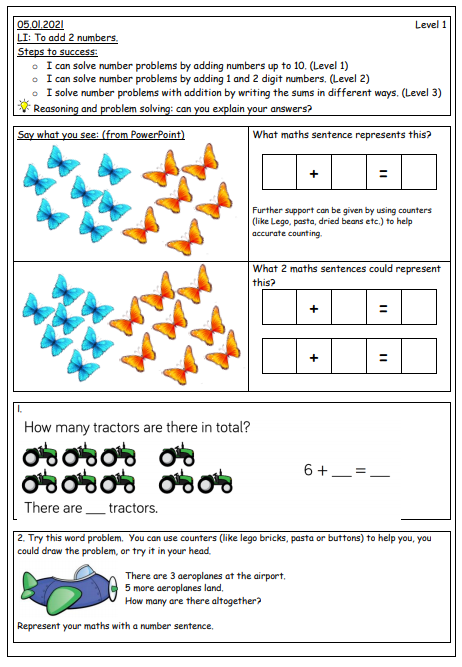 05.01.2021 Level 1
LI: To add 2 numbers.
Steps to success:
o I can solve number problems by adding numbers up to 10. (Level 1)
o I can solve number problems by adding 1 and 2 digit numbers. (Level 2)
o I solve number problems with addition by writing the sums in different ways. (Level 3)
Reasoning and problem solving: can you explain your answers?
Say what you see: (from PowerPoint)
What maths sentence represents this?
+ =
Further support can be given by using counters
(like Lego, pasta, dried beans etc.) to help
accurate counting.
What 2 maths sentences could represent
this?
+ =
+ =
1.
How many tractors are there in total?
6 + __ = __
There are __ tractors.
2. Try this word problem. You can use counters (like lego bricks, pasta or buttons) to help you, you
could draw the problem, or try it in your head.
There are 3 aeroplanes at the airport.
5 more aeroplanes land.
How many are there altogether?
Represent your maths with a number sentence.